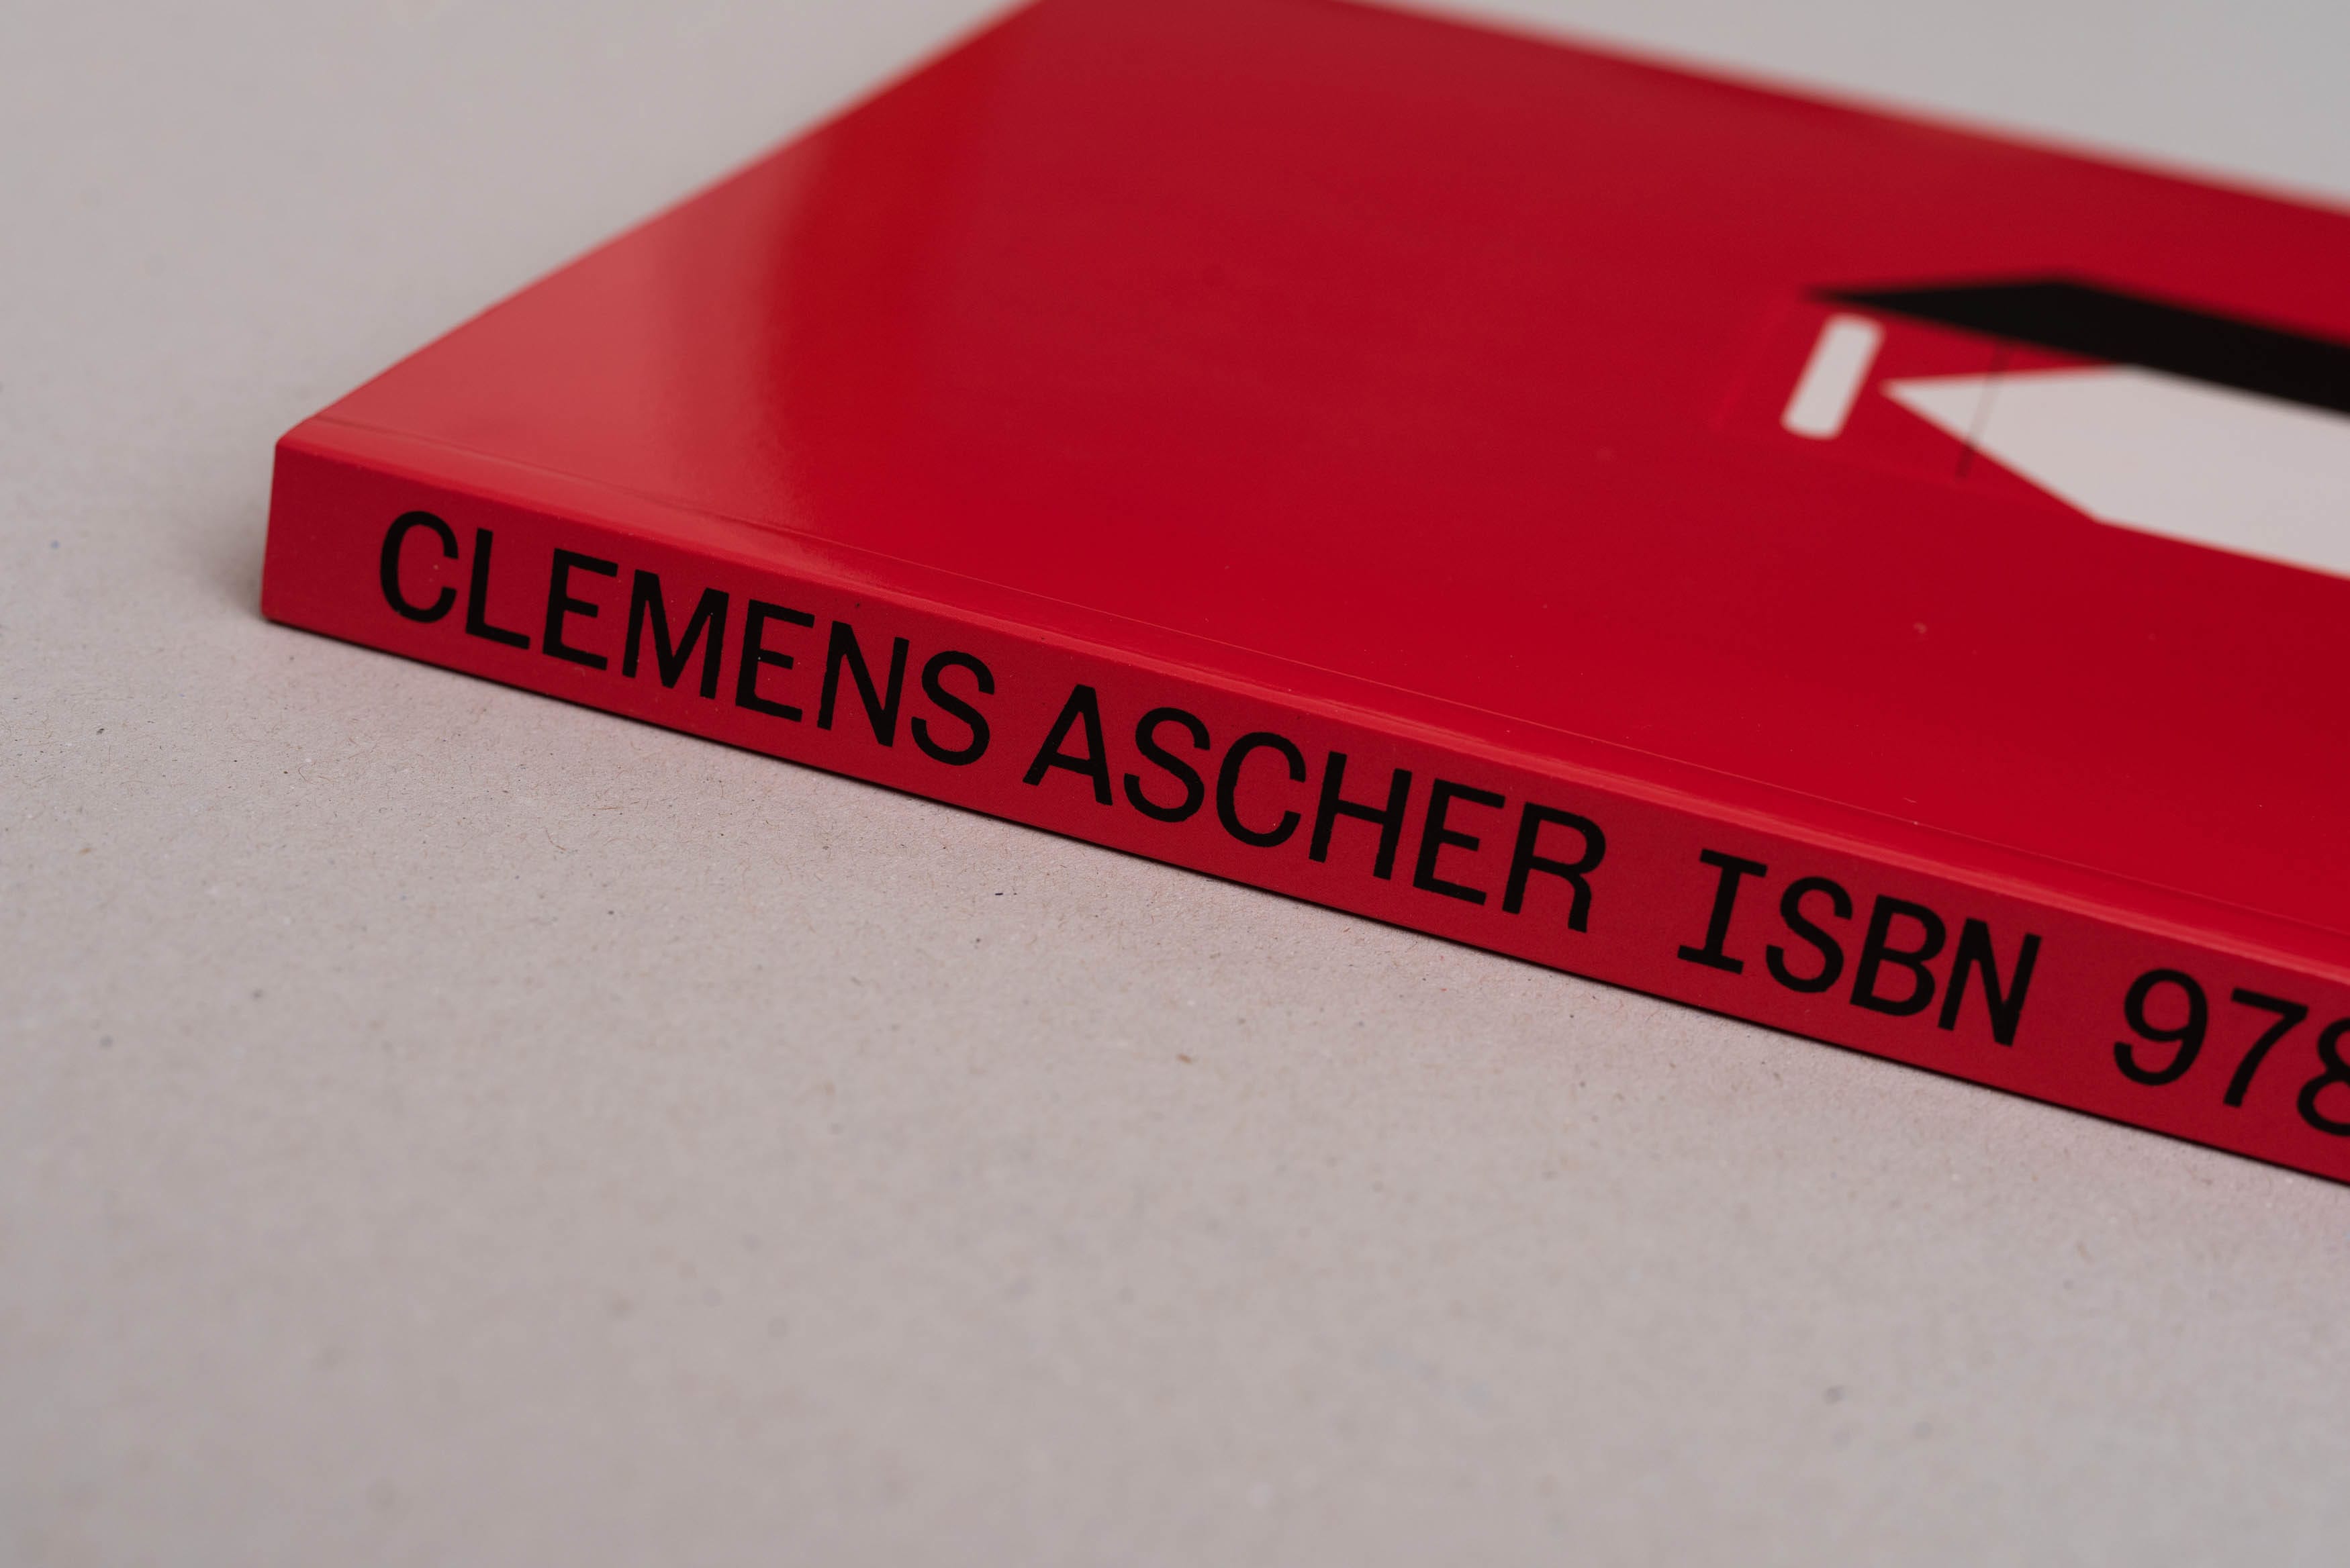 CLEMENS ASCHER ISBN 978